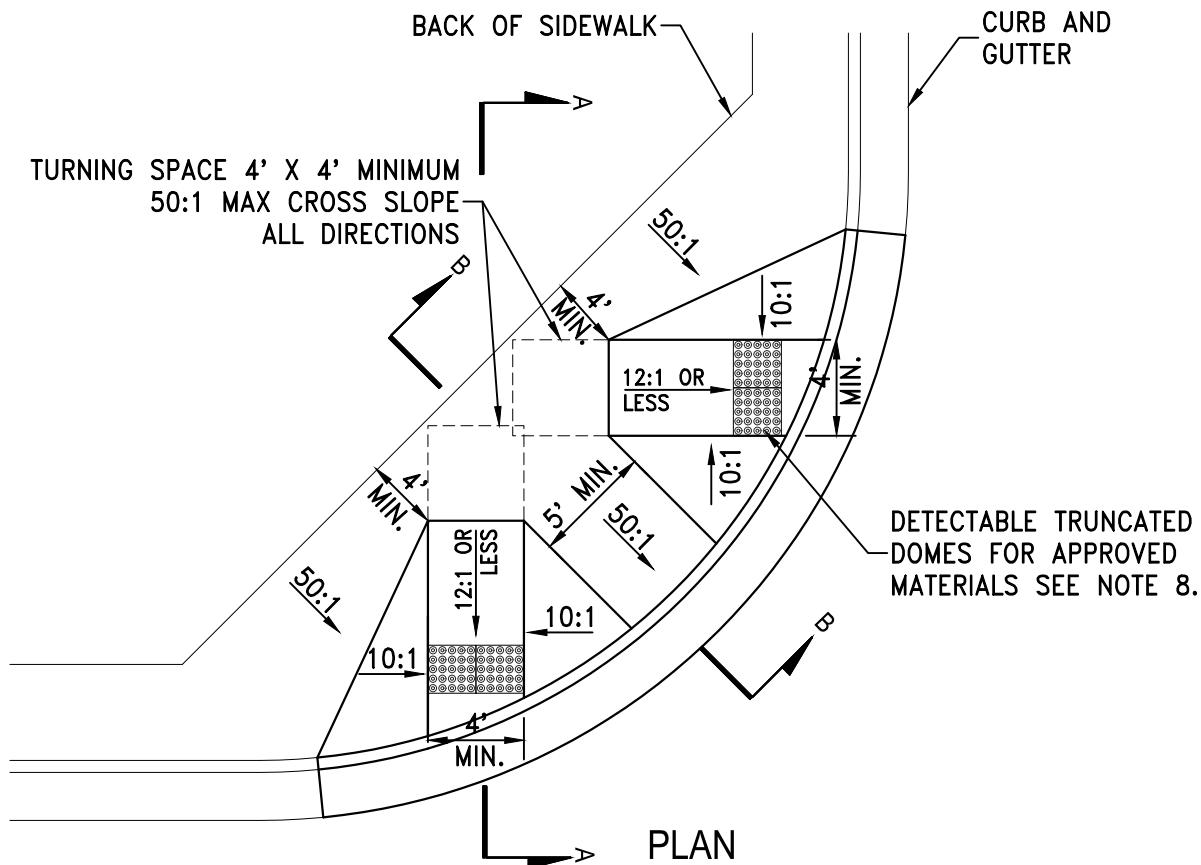 BACK OF SIDEWALK
CURB AND
GUTTER
A
TURNING SPACE 4' X 4' MINIMUM
50:1 MAX CROSS SLOPE
ALL DIRECTIONS
50:1
B
4'
MIN.
10:1
12:1 OR
LESS
4'
MIN.
10:1
4'
MIN.
5' MIN.
50:1
DETECTABLE TRUNCATED
DOMES FOR APPROVED
MATERIALS SEE NOTE 8.
12:1 OR
LESS
50:1
10:1
10:1
B
4'
MIN.
A
PLAN